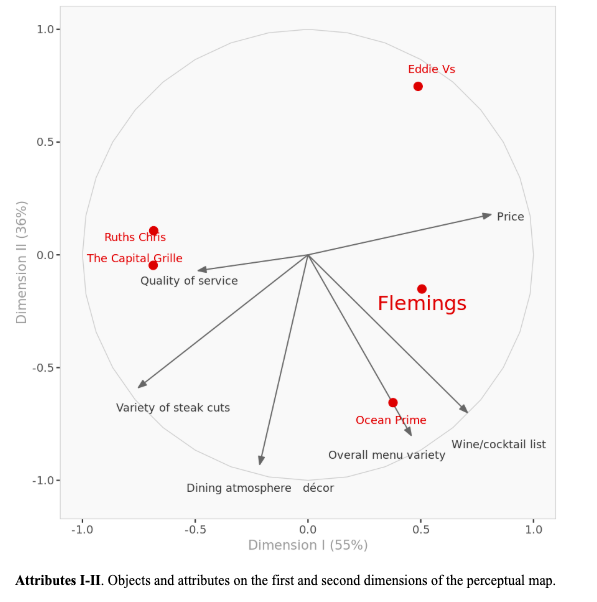 1.0
Eddie Vs
0.5
Price
Ruths Chris
0.0
The Capital Grille
Quality of service
Flemings
-0.5
Variety of steak cuts
Ocean Prime
Wine/cocktail list
Overall menu variety
-1.0
Dining atmosphere décor
-1.0 -0.5 0.0 0.5 1.0
Dimension I (55%)
Dimension II (36%)
Attributes I-II. Objects and attributes on the first and second dimensions of the perceptual map.